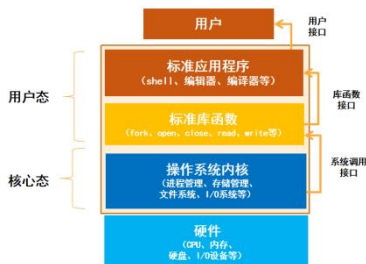 用户
用户
接口
标准应用程序
(shell、编辑器、编译器等)
用户态
库函数
接口
标准库函数
(fork、open、close、read、write等)
核心态
操作系统内核
(进程管理、存储管理、
文件系统、I/O系统等)
系统调用
接口
硬件
(CPU、内存、
硬盘、I/O设备等)